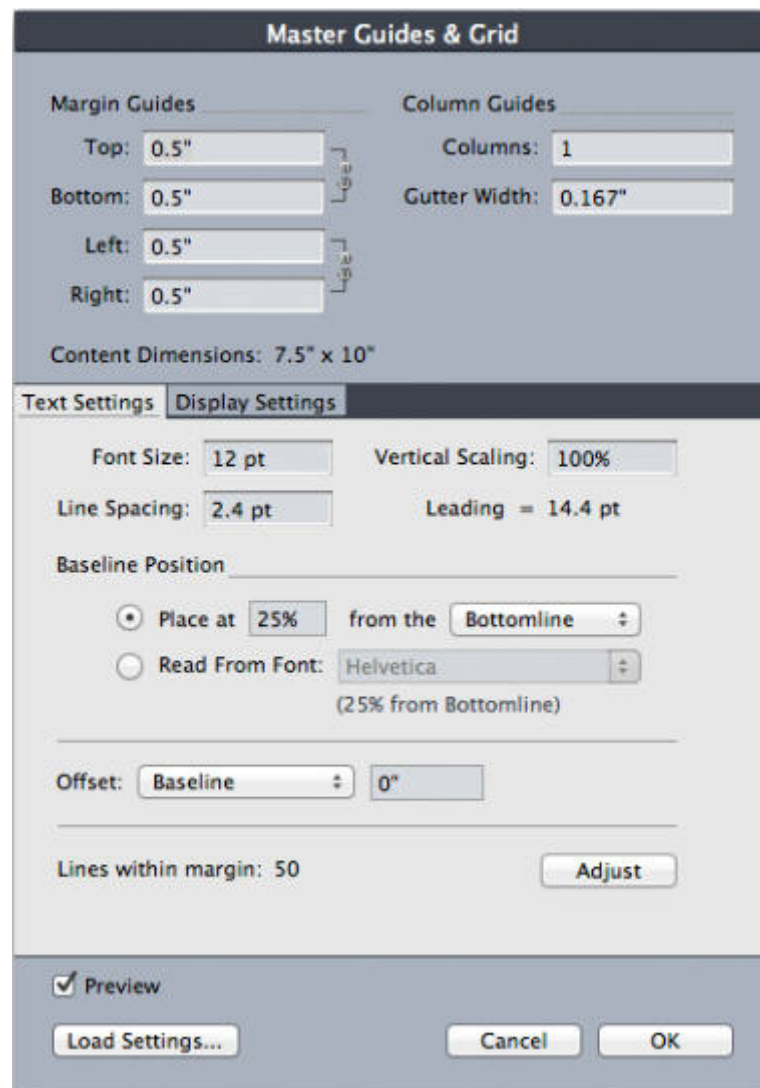 Master Guides & Grid
Margin Guides
Column Guides
Top: 0.5"
Columns: 1
Bottom: 0.5"
Gutter Width: 0.167"
Left: 0.5"
Right: 0.5"
Content Dimensions: 7.5" x 10"
Text Settings Display Settings
Font Size: 12 pt
Vertical Scaling: 100%
Line Spacing: 2.4 pt
Leading = 14.4 pt
Baseline Position
Place at 25% from the Bottomline
Read From Font: Helvetica
(25% from Bottomline)
Offset: Baseline 0"
Lines within margin: 50 Adjust
Preview
Load Settings... Cancel OK